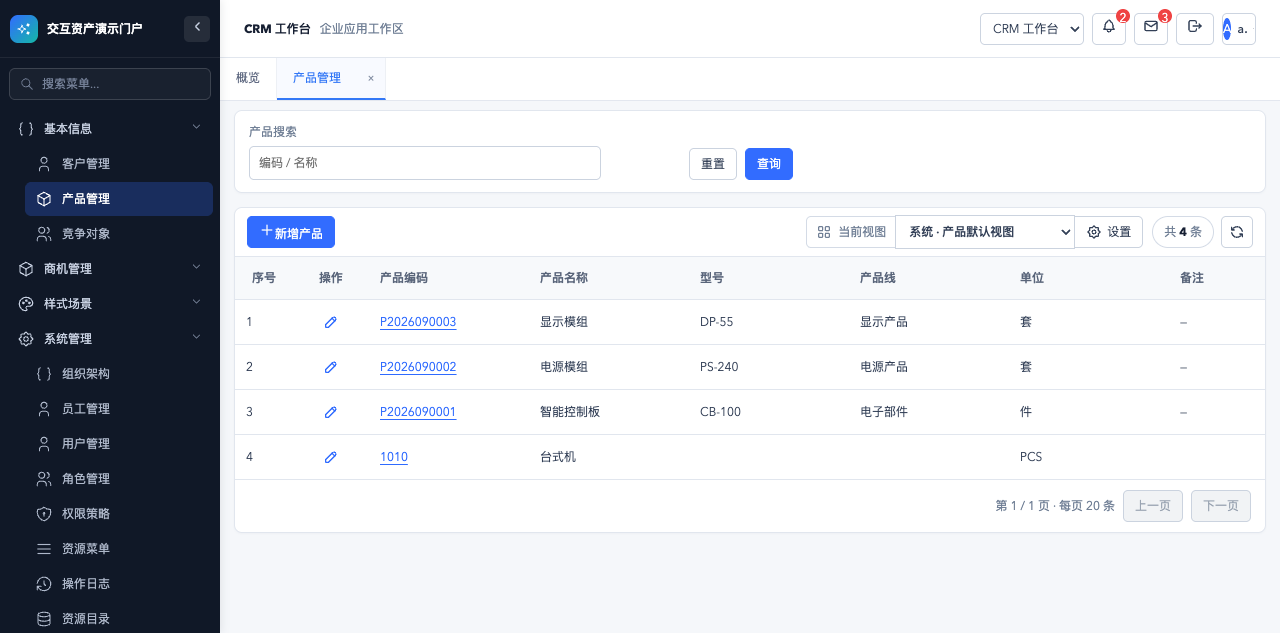 交互资产演示门户
CRM 工作台 企业应用工作区
CRM 工作台
2
3
A a.
搜索菜单...
概览
产品管理 ×
基本信息
客户管理
产品管理
竞争对象
商机管理
样式场景
系统管理
组织架构
员工管理
用户管理
角色管理
权限策略
资源菜单
操作日志
资源目录
产品搜索
编码 / 名称
重置
查询
新增产品
当前视图 系统 · 产品默认视图 设置 共 4 条
序号 操作 产品编码 产品名称 型号 产品线 单位 备注
1 P2026090003 显示模组 DP-55 显示产品 套 –
2 P2026090002 电源模组 PS-240 电源产品 套 –
3 P2026090001 智能控制板 CB-100 电子部件 件 –
4 1010 台式机 PCS
第 1 / 1 页 · 每页 20 条 上一页 下一页